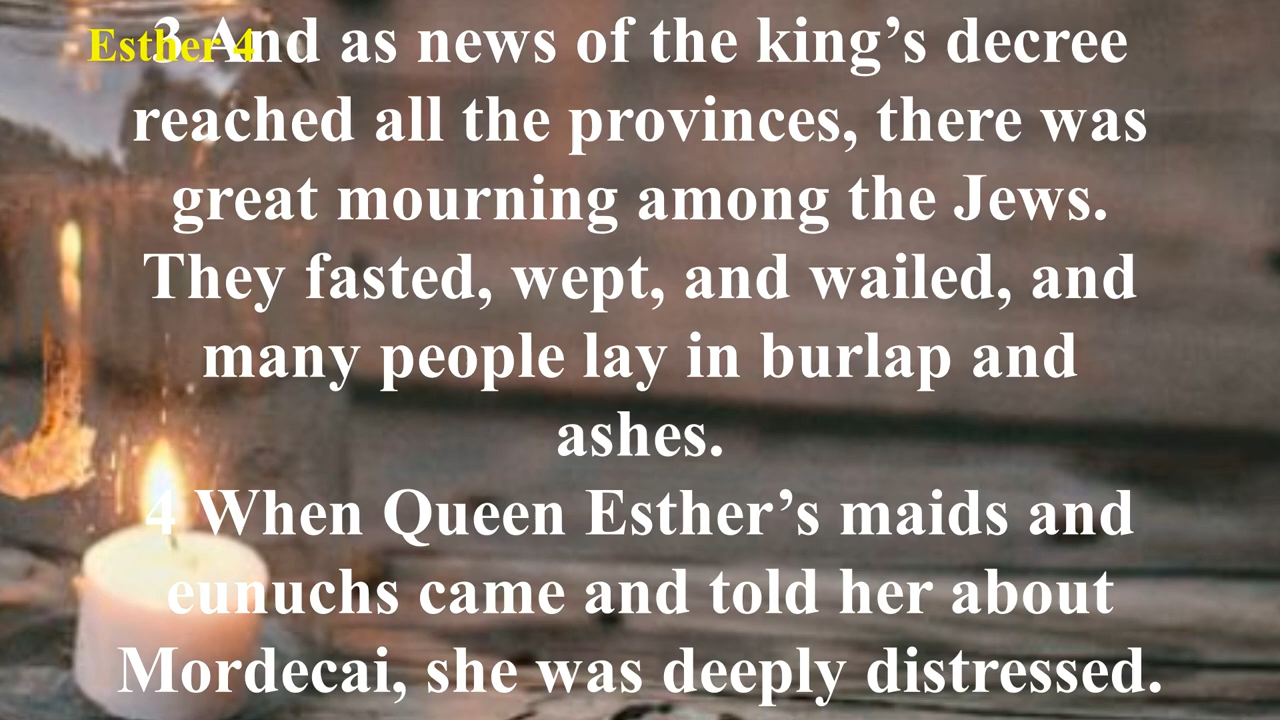 Esther 4
3 And as news of the king’s decree
reached all the provinces, there was
great mourning among the Jews.
They fasted, wept, and wailed, and
many people lay in burlap and
ashes.
4 When Queen Esther’s maids and
eunuchs came and told her about
Mordecai, she was deeply distressed.